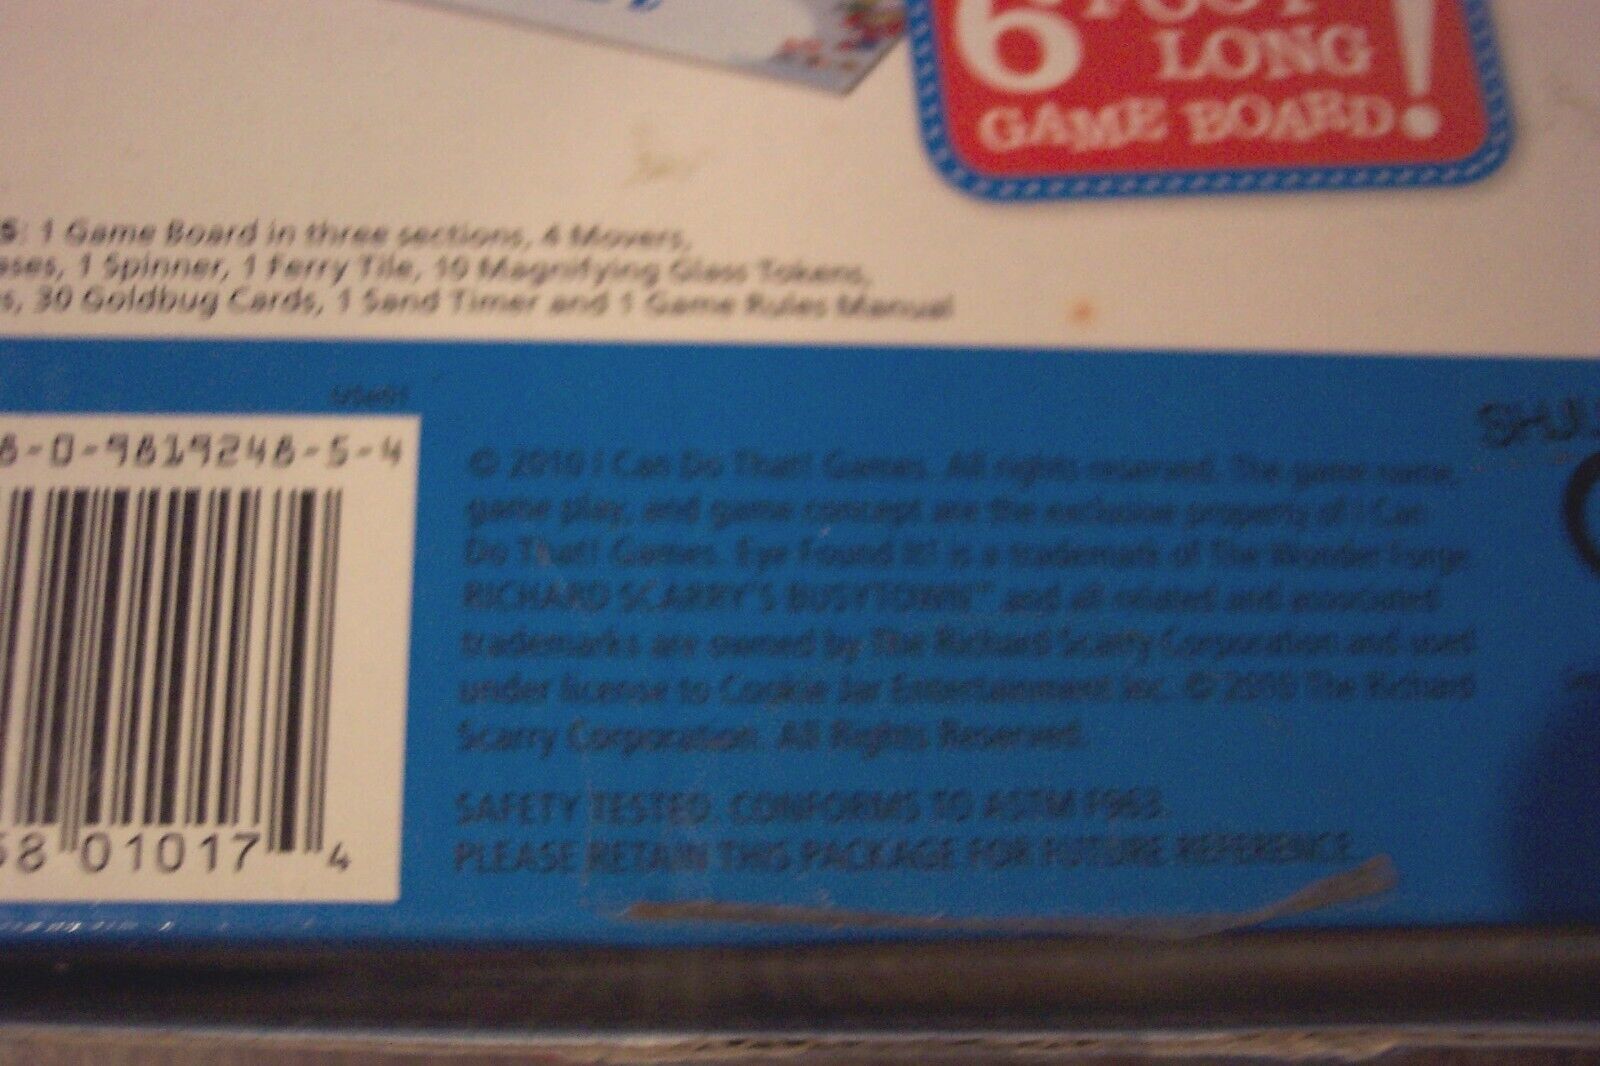 6 FOOT
LONG
GAME BOARD!
S: 1 Game Board in three sections, 4 Movers,
ases, 1 Spinner, 1 Ferry Tile, 10 Magnifying Glass Tokens,
s, 30 Goldbug Cards, 1 Sand Timer and 1 Game Rules Manual
8-0-9819248-5-4
58 01017 4
© 2010 I Can Do That! Games. All rights reserved. The game name,
game play, and game concept are the exclusive property of I Can
Do That! Games. Eye Found It! is a trademark of The Wonder Forge.
RICHARD SCARRY'S BUSYTOWN™ and all related and associated
trademarks are owned by The Richard Scarry Corporation and used
under license to Cookie Jar Entertainment Inc. © 2010 The Richard
Scarry Corporation. All Rights Reserved.
SAFETY TESTED. CONFORMS TO ASTM F963.
PLEASE RETAIN THIS PACKAGE FOR FUTURE REFERENCE.